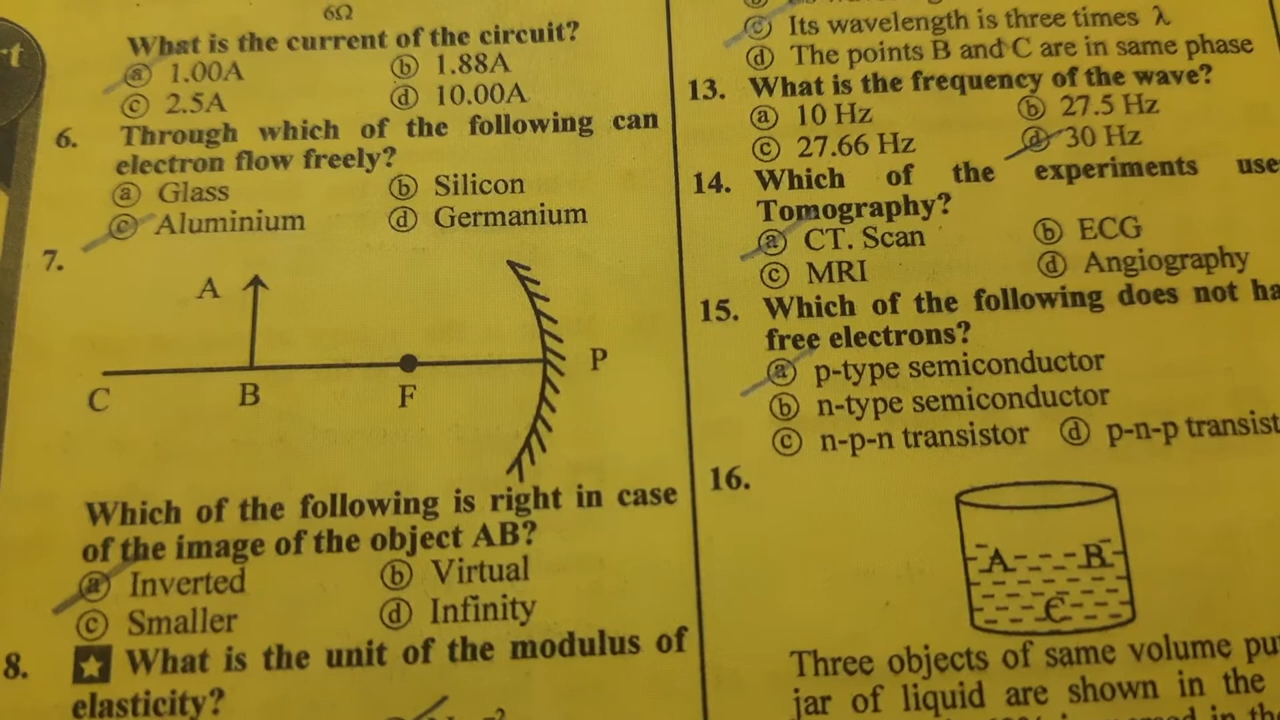 6Ω
What is the current of the circuit?
ⓐ 1.00A ⓑ 1.88A
ⓒ 2.5A ⓓ 10.00A
6. Through which of the following can
electron flow freely?
ⓐ Glass ⓑ Silicon
ⓒ Aluminium ⓓ Germanium
7.
A
C B F P
Which of the following is right in case
of the image of the object AB?
ⓐ Inverted ⓑ Virtual
ⓒ Smaller ⓓ Infinity
8. ★ What is the unit of the modulus of
elasticity?
ⓒ Its wavelength is three times λ
ⓓ The points B and C are in same phase
13. What is the frequency of the wave?
ⓐ 10 Hz ⓑ 27.5 Hz
ⓒ 27.66 Hz ⓓ 30 Hz
14. Which of the experiments use
Tomography?
ⓐ CT. Scan ⓑ ECG
ⓒ MRI ⓓ Angiography
15. Which of the following does not ha
free electrons?
ⓐ p-type semiconductor
ⓑ n-type semiconductor
ⓒ n-p-n transistor ⓓ p-n-p transist
16.
A B
C
Three objects of same volume pu
jar of liquid are shown in the